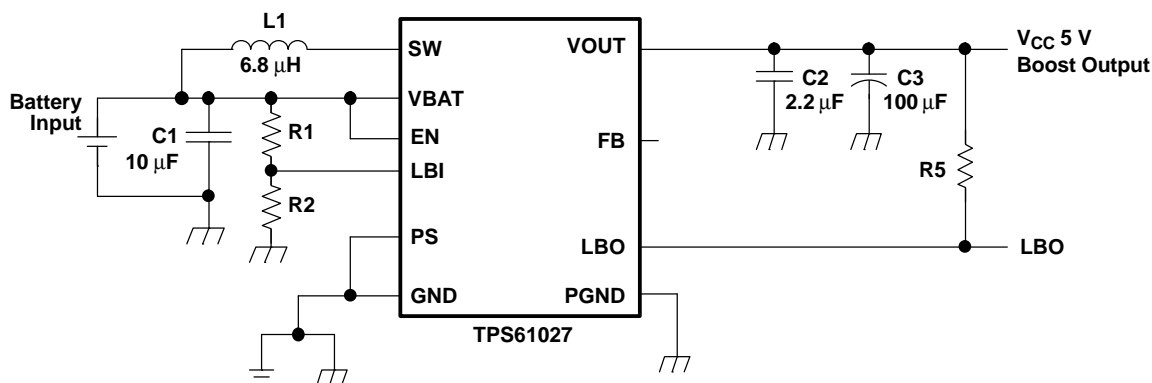 L1
6.8 µH
SW
VOUT
V_CC 5 V
Boost Output
C2
2.2 µF
C3
100 µF
Battery
Input
VBAT
C1
10 µF
R1
EN
FB
LBI
R5
R2
PS
LBO
LBO
GND
PGND
TPS61027